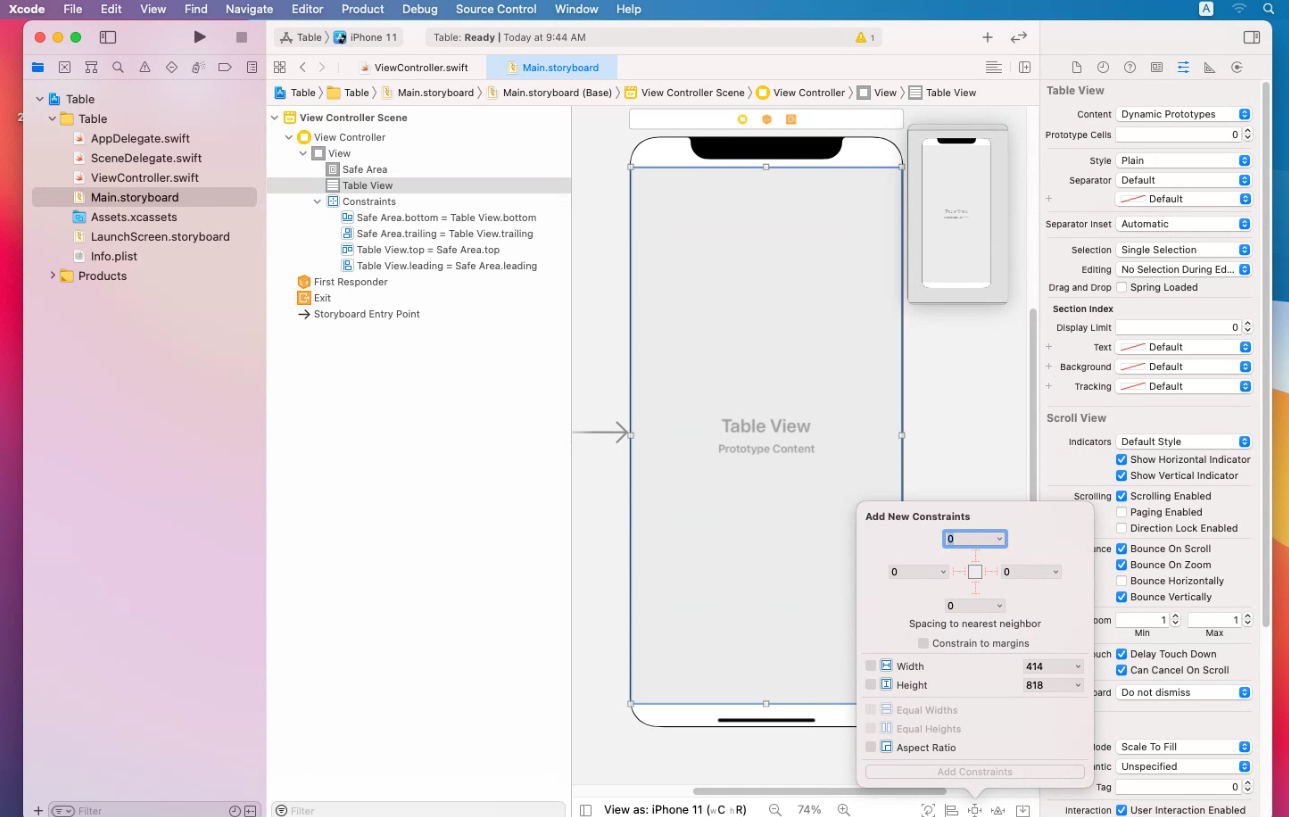 Xcode File Edit View Find Navigate Editor Product Debug Source Control Window Help A
Table iPhone 11 Table: Ready | Today at 9:44 AM 1
ViewController.swift Main.storyboard
Table Table Main.storyboard Main.storyboard (Base) View Controller Scene View Controller View Table View
Table
Table
AppDelegate.swift
SceneDelegate.swift
ViewController.swift
Main.storyboard
Assets.xcassets
LaunchScreen.storyboard
Info.plist
Products
Filter
View Controller Scene
View Controller
View
Safe Area
Table View
Constraints
Safe Area.bottom = Table View.bottom
Safe Area.trailing = Table View.trailing
Table View.top = Safe Area.top
Table View.leading = Safe Area.leading
First Responder
Exit
Storyboard Entry Point
Filter
Table View
Prototype Content
View as: iPhone 11 (wC hR) 74%
Add New Constraints
0
0 0
0
Spacing to nearest neighbor
Constrain to margins
Width 414
Height 818
Equal Widths
Equal Heights
Aspect Ratio
Add Constraints
Table View
Content Dynamic Prototypes
Prototype Cells 0
Style Plain
Separator Default
Default
Separator Inset Automatic
Selection Single Selection
Editing No Selection During Ed...
Drag and Drop Spring Loaded
Section Index
Display Limit 0
Text Default
Background Default
Tracking Default
Scroll View
Indicators Default Style
Show Horizontal Indicator
Show Vertical Indicator
Scrolling Scrolling Enabled
Paging Enabled
Direction Lock Enabled
nce Bounce On Scroll
Bounce On Zoom
Bounce Horizontally
Bounce Vertically
oom 1 1
Min Max
uch Delay Touch Down
Can Cancel On Scroll
ard Do not dismiss
lode Scale To Fill
ntic Unspecified
Tag 0
Interaction User Interaction Enabled